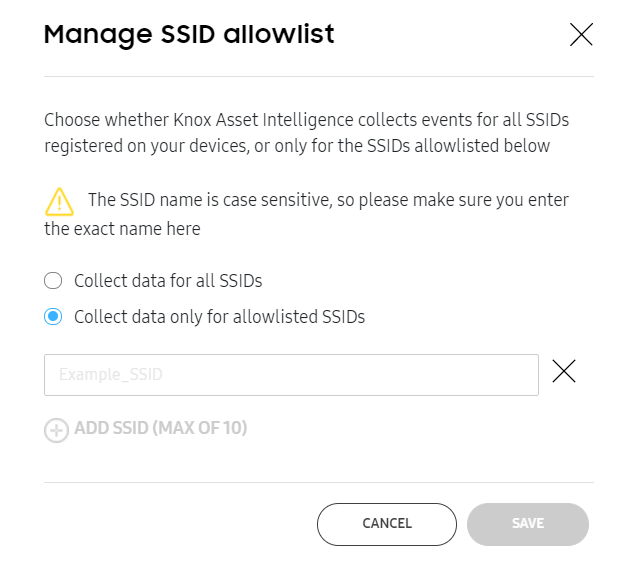 Manage SSID allowlist
Choose whether Knox Asset Intelligence collects events for all SSIDs
registered on your devices, or only for the SSIDs allowlisted below
The SSID name is case sensitive, so please make sure you enter
the exact name here
Collect data for all SSIDs
Collect data only for allowlisted SSIDs
Example_SSID
ADD SSID (MAX OF 10)
CANCEL
SAVE